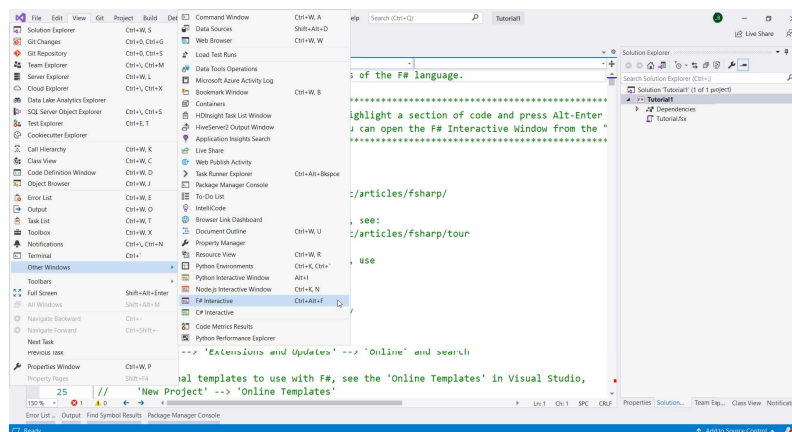 File Edit View Git Project Build Help Search (Ctrl+Q) Tutorial1
Live Share
Solution Explorer Ctrl+W, S
Git Changes Ctrl+0, Ctrl+G
Git Repository Ctrl+0, Ctrl+S
Team Explorer Ctrl+\, Ctrl+M
Server Explorer Ctrl+W, L
Cloud Explorer Ctrl+\, Ctrl+X
Data Lake Analytics Explorer
SQL Server Object Explorer Ctrl+\, Ctrl+S
Test Explorer Ctrl+E, T
Cookiecutter Explorer
Call Hierarchy Ctrl+W, K
Class View Ctrl+W, C
Code Definition Window Ctrl+W, D
Object Browser Ctrl+W, J
Error List Ctrl+W, E
Output Ctrl+W, O
Task List Ctrl+W, T
Toolbox Ctrl+W, X
Notifications Ctrl+\, Ctrl+N
Terminal Ctrl+`
Other Windows
Toolbars
Full Screen Shift+Alt+Enter
All Windows Shift+Alt+M
Navigate Backward Ctrl+-
Navigate Forward Ctrl+Shift+-
Next Task
Previous Task
Properties Window Ctrl+W, P
Property Pages Shift+F4
Command Window Ctrl+W, A
Data Sources Shift+Alt+D
Web Browser Ctrl+W, W
Load Test Runs
Data Tools Operations
Microsoft Azure Activity Log
Bookmark Window Ctrl+W, B
Containers
HDInsight Task List Window
HiveServer2 Output Window
Application Insights Search
Live Share
Web Publish Activity
Task Runner Explorer Ctrl+Alt+Bkspce
Package Manager Console
To-Do List
IntelliCode
Browser Link Dashboard
Document Outline Ctrl+W, U
Property Manager
Resource View Ctrl+W, R
Python Environments Ctrl+K, Ctrl+`
Python Interactive Window Alt+I
Node.js Interactive Window Ctrl+K, N
F# Interactive Ctrl+Alt+F
C# Interactive
Code Metrics Results
Python Performance Explorer
s of the F# language.
****************************************
ighlight a section of code and press Alt-Enter
u can open the F# Interactive Window from the "
****************************************
c/articles/fsharp/
, see:
c/articles/fsharp/tour
, use
/
--> 'Extensions and Updates' --> 'Online' and search
nal templates to use with F#, see the 'Online Templates' in Visual Studio,
25 // 'New Project' --> 'Online Templates'
150 % 1 0 Ln: 1 Ch: 1 SPC CRLF
Error List ... Output Find Symbol Results Package Manager Console
Solution Explorer
Search Solution Explorer (Ctrl+;)
Solution 'Tutorial1' (1 of 1 project)
Tutorial1
Dependencies
Tutorial.fsx
Properties Solution... Team Exp... Class View Notificat
Ready Add to Source Control